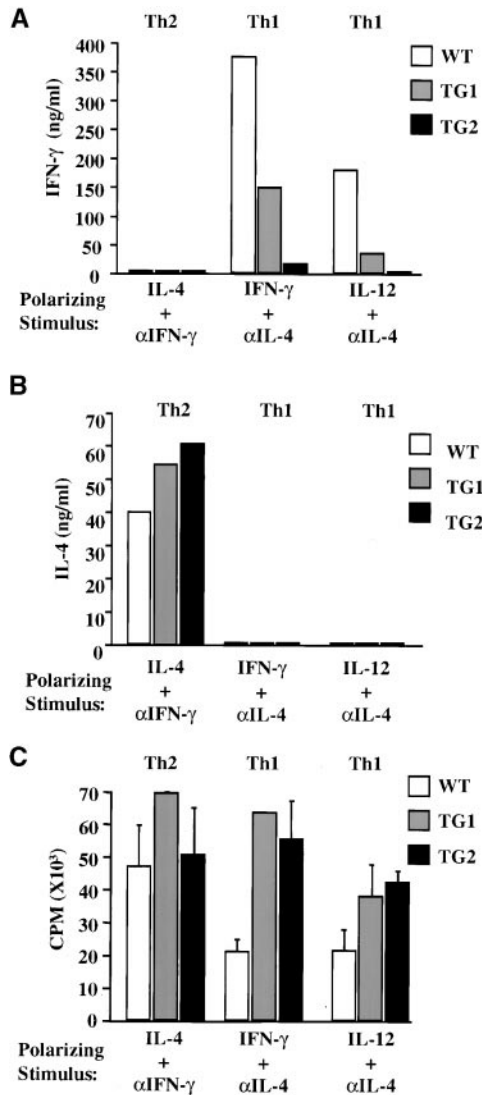 A
Th2 Th1 Th1
WT
TG1
TG2
IFN-γ (ng/ml)
400
350
300
250
200
150
100
50
0
Polarizing Stimulus:
IL-4 + αIFN-γ
IFN-γ + αIL-4
IL-12 + αIL-4
B
Th2 Th1 Th1
WT
TG1
TG2
IL-4 (ng/ml)
70
60
50
40
30
20
10
0
Polarizing Stimulus:
IL-4 + αIFN-γ
IFN-γ + αIL-4
IL-12 + αIL-4
C
Th2 Th1 Th1
WT
TG1
TG2
CPM (X10³)
70
60
50
40
30
20
10
0
Polarizing Stimulus:
IL-4 + αIFN-γ
IFN-γ + αIL-4
IL-12 + αIL-4